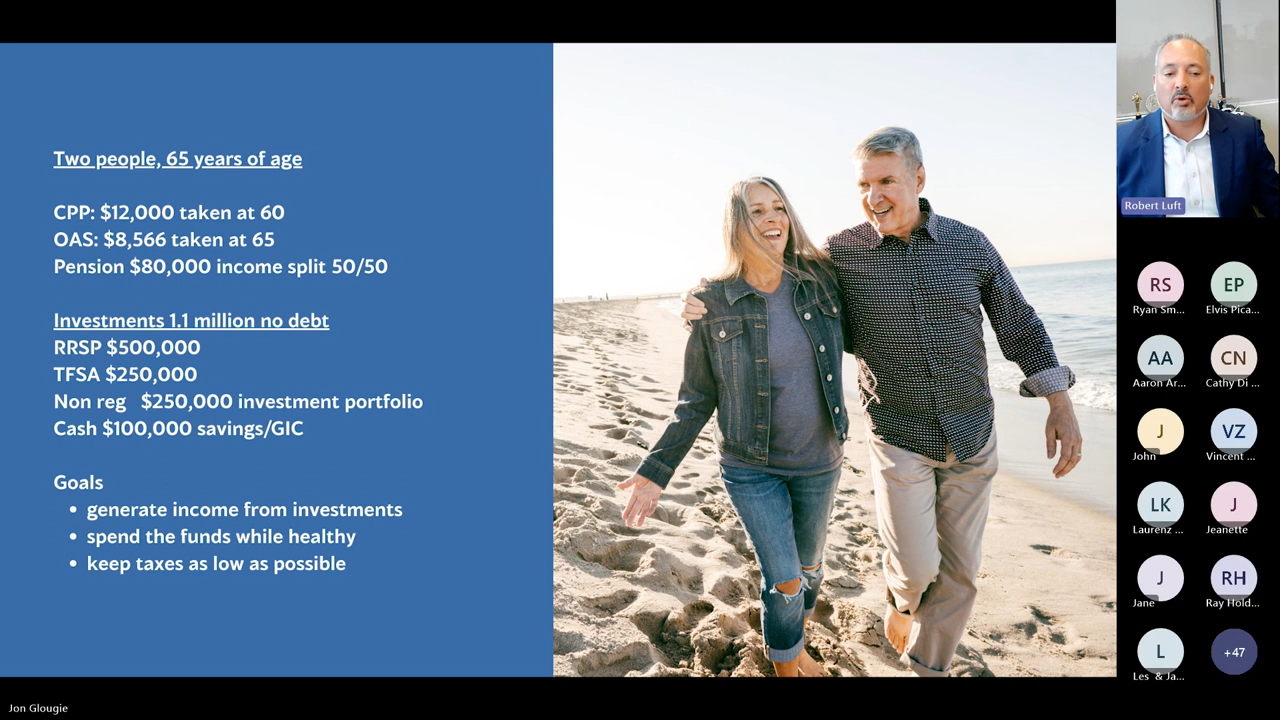 Two people, 65 years of age
CPP: $12,000 taken at 60
OAS: $8,566 taken at 65
Pension $80,000 income split 50/50
Investments 1.1 million no debt
RRSP $500,000
TFSA $250,000
Non reg $250,000 investment portfolio
Cash $100,000 savings/GIC
Goals
• generate income from investments
• spend the funds while healthy
• keep taxes as low as possible
Robert Luft
RS
Ryan Sm...
EP
Elvis Pica...
AA
Aaron Ar...
CN
Cathy Di ...
J
John
VZ
Vincent ...
LK
Laurenz ...
J
Jeanette
J
Jane
RH
Ray Hold...
L
Les & Ja...
+47
Jon Glougie